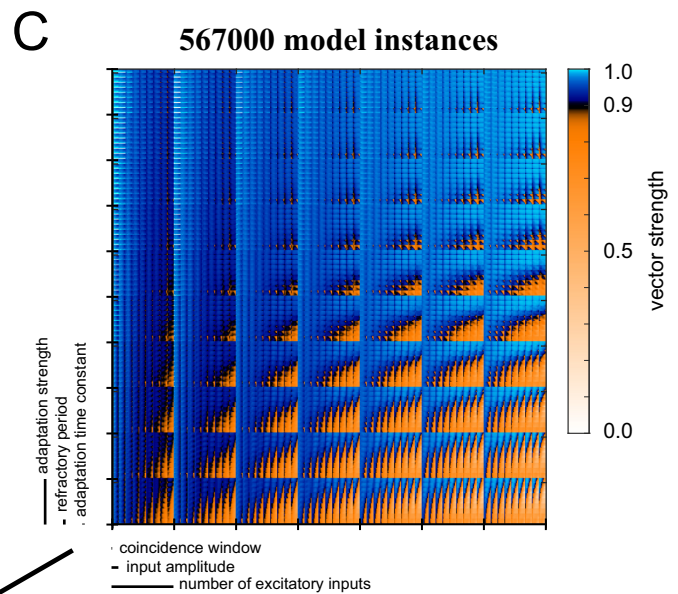 C
567000 model instances
1.0
0.9
0.5
0.0
vector strength
adaptation strength
refractory period
adaptation time constant
coincidence window
input amplitude
number of excitatory inputs